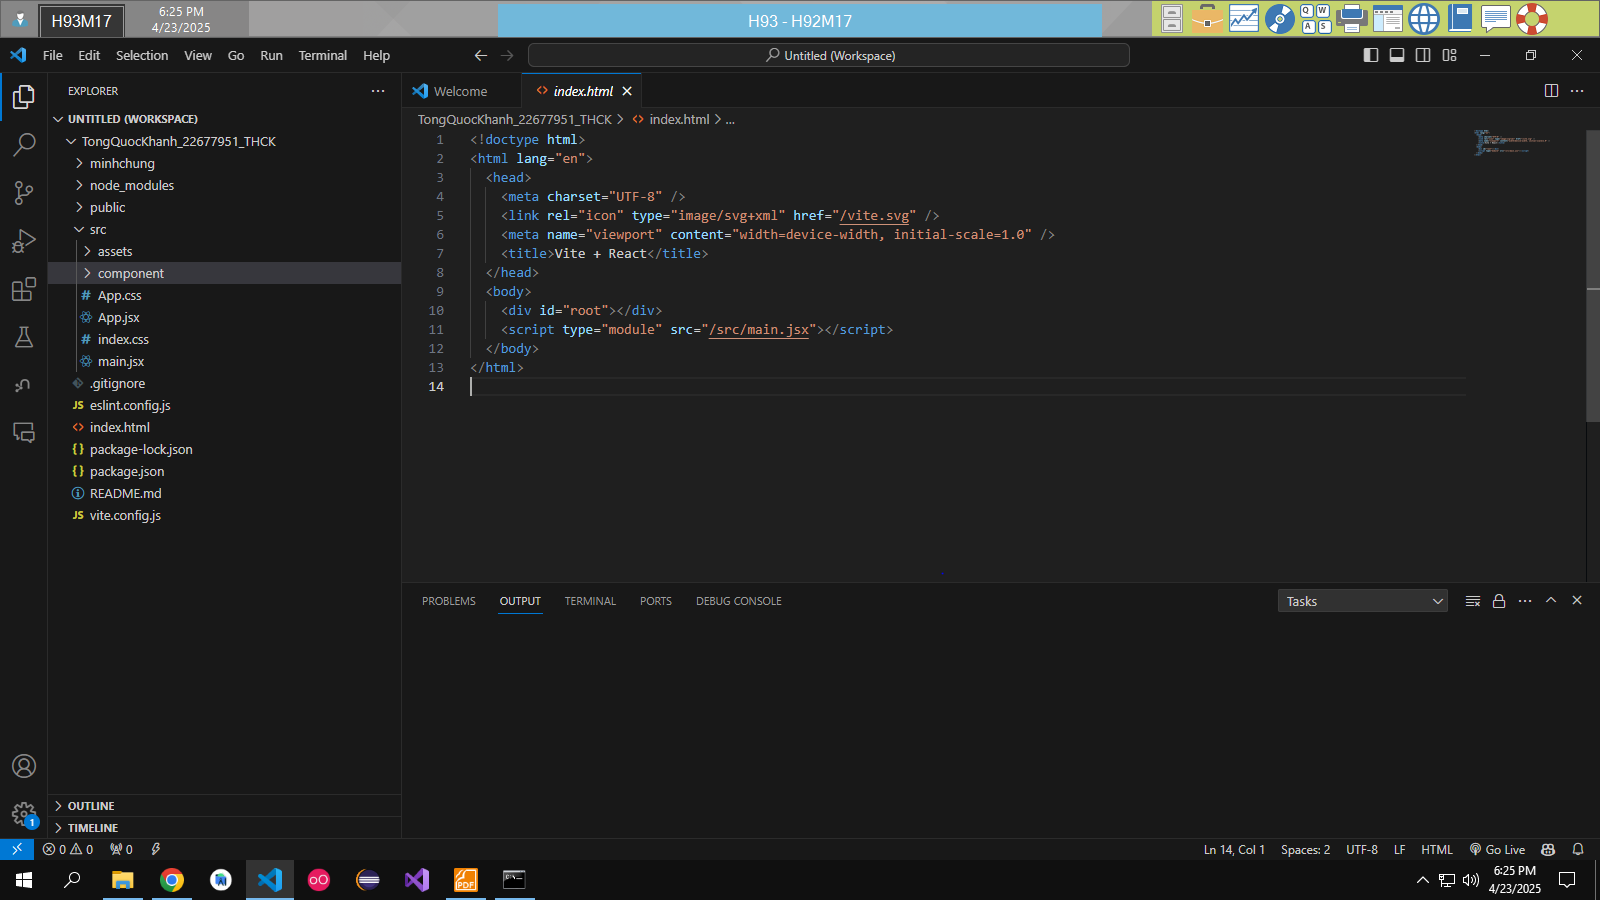 H93M17
6:25 PM
4/23/2025
H93 - H92M17
Q W
A S
File Edit Selection View Go Run Terminal Help
Untitled (Workspace)
EXPLORER
Welcome
index.html
UNTITLED (WORKSPACE)
TongQuocKhanh_22677951_THCK > index.html > ...
TongQuocKhanh_22677951_THCK
minhchung
node_modules
public
src
assets
component
# App.css
App.jsx
# index.css
main.jsx
.gitignore
JS eslint.config.js
index.html
{} package-lock.json
{} package.json
README.md
JS vite.config.js
1 <!doctype html>
2 <html lang="en">
3 <head>
4 <meta charset="UTF-8" />
5 <link rel="icon" type="image/svg+xml" href="/vite.svg" />
6 <meta name="viewport" content="width=device-width, initial-scale=1.0" />
7 <title>Vite + React</title>
8 </head>
9 <body>
10 <div id="root"></div>
11 <script type="module" src="/src/main.jsx"></script>
12 </body>
13 </html>
14
PROBLEMS OUTPUT TERMINAL PORTS DEBUG CONSOLE
Tasks
OUTLINE
TIMELINE
1
0 0 0
Ln 14, Col 1 Spaces: 2 UTF-8 LF HTML Go Live
PDF
6:25 PM
4/23/2025